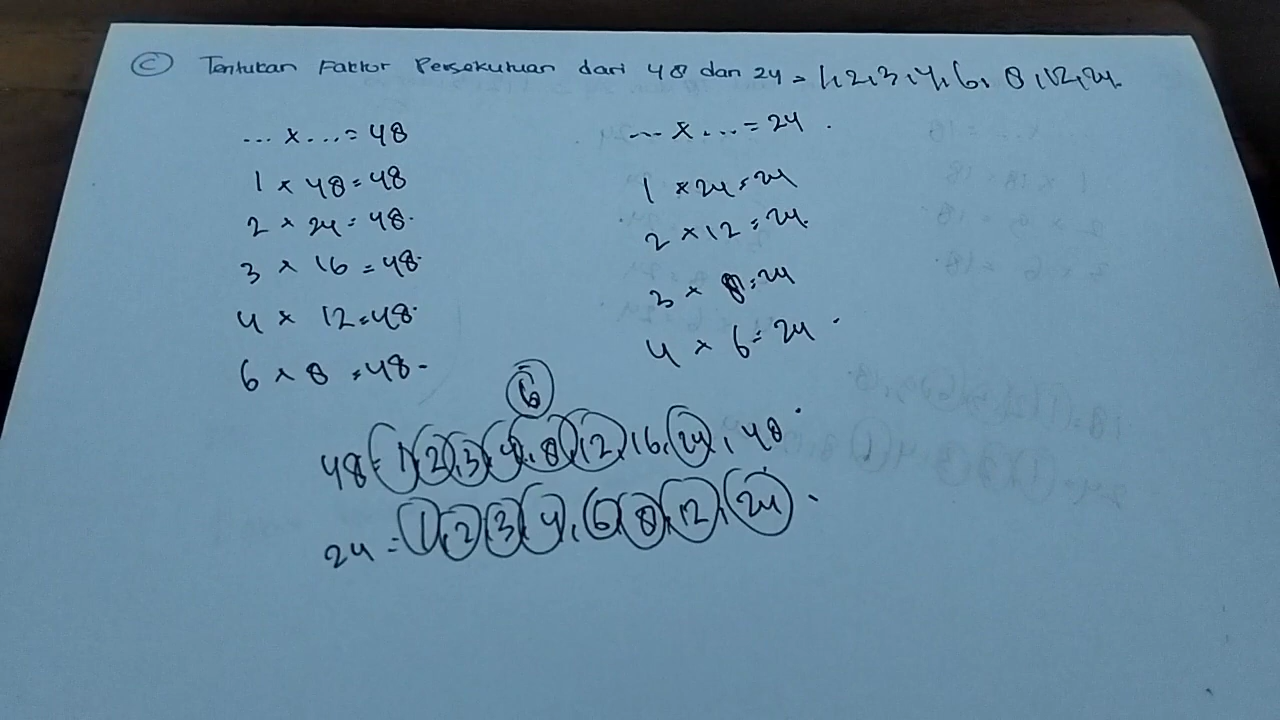 C Tentukan Faktor Persekutuan dari 48 dan 24 = 1, 2, 3, 4, 6, 8, 12, 24.
... x ... = 48
1 x 48 = 48
2 x 24 = 48.
3 x 16 = 48.
4 x 12 = 48.
6 x 8 = 48.
... x ... = 24.
1 x 24 = 24
2 x 12 = 24.
3 x 8 = 24
4 x 6 = 24.
6
48 = 1, 2, 3, 4, 8, 12, 16, 24, 48.
24 = 1, 2, 3, 4, 6, 8, 12, 24.